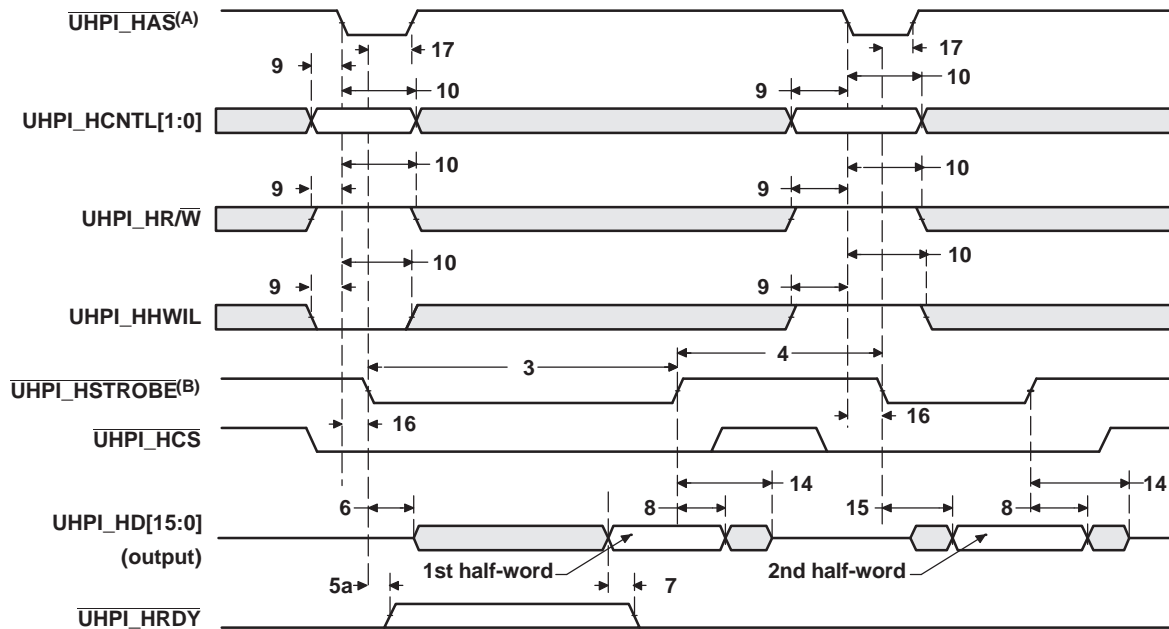 UHPI_HAS(A)
17 17
9 10 9 10
UHPI_HCNTL[1:0]
10 10
9 9
UHPI_HR/W
10 10
9 9
UHPI_HHWIL
3 4
UHPI_HSTROBE(B)
16 16
UHPI_HCS
14 14
6 8 15 8
UHPI_HD[15:0]
(output)
1st half-word 2nd half-word
5a 7
UHPI_HRDY